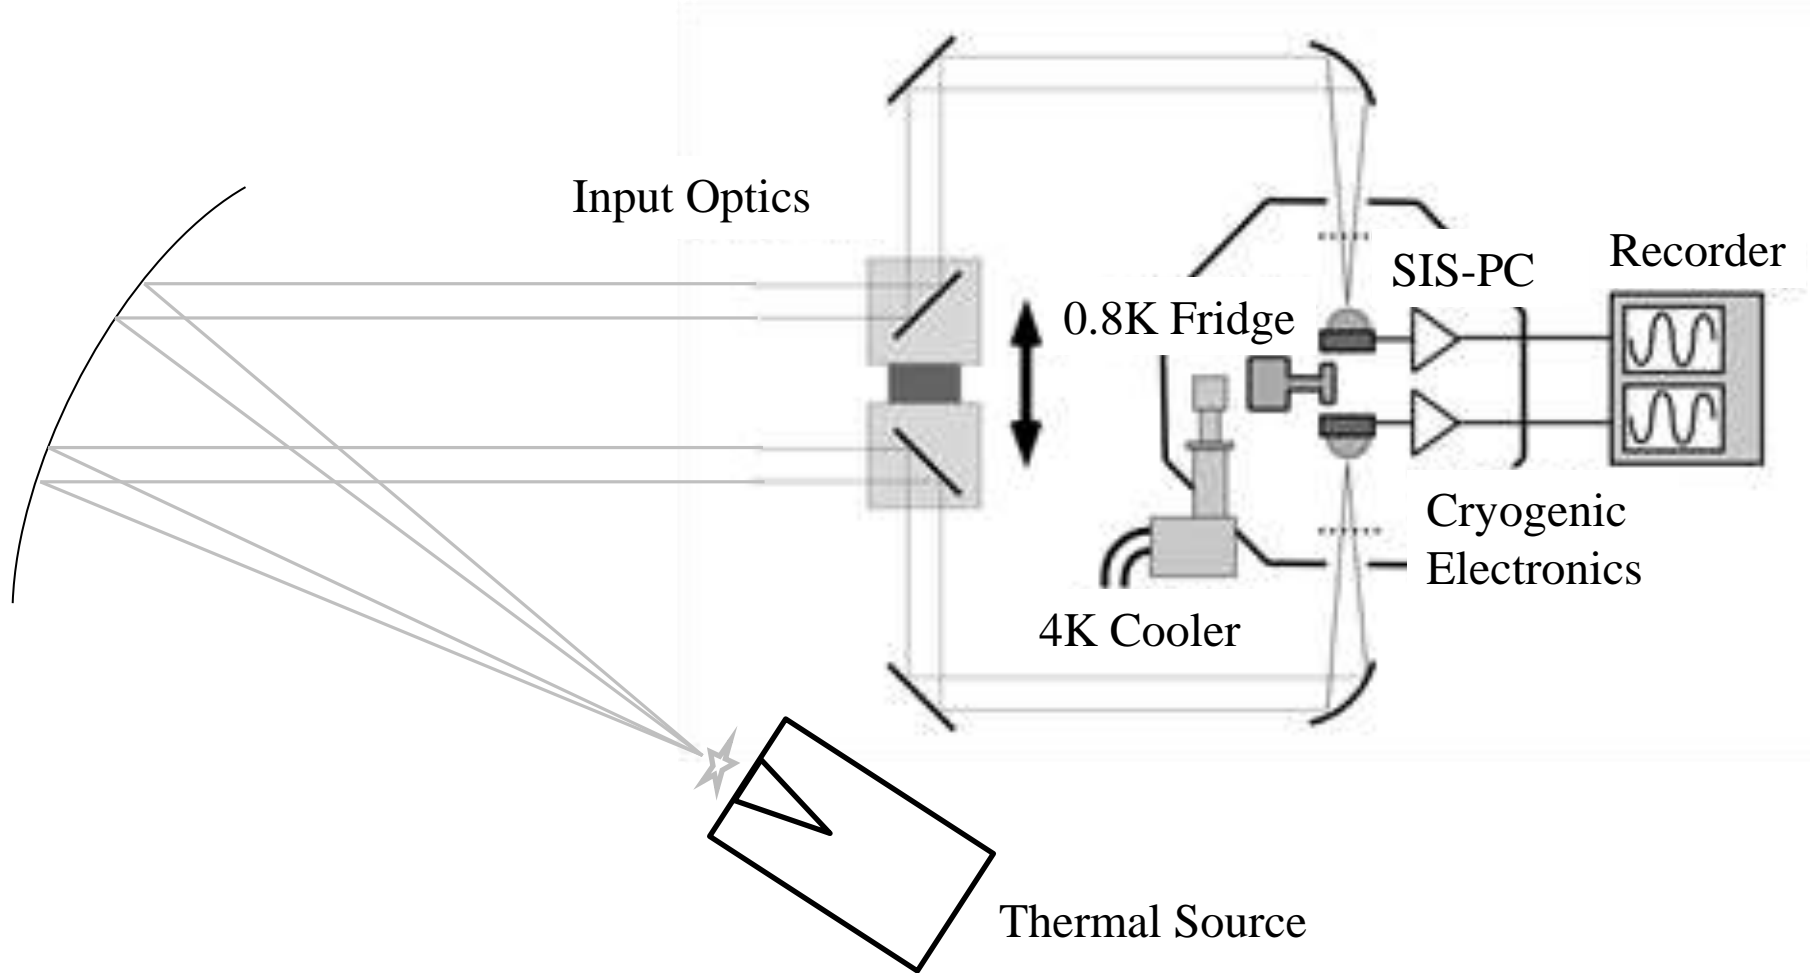 Input Optics
Recorder
SIS-PC
0.8K Fridge
Cryogenic
Electronics
4K Cooler
Thermal Source